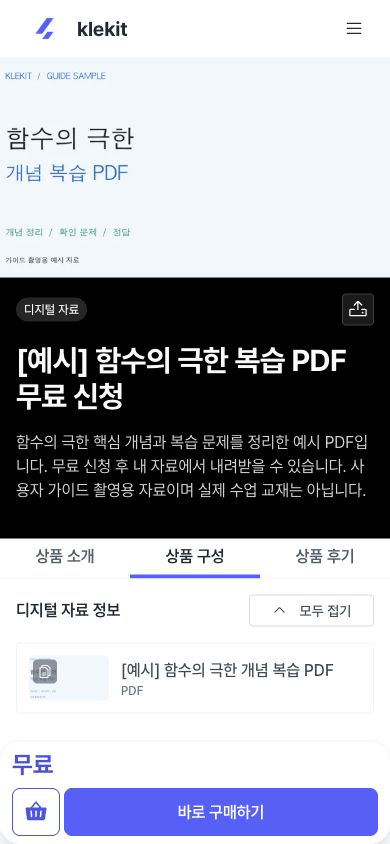 klekit
KLEKIT / GUIDE SAMPLE
함수의 극한
개념 복습 PDF
개념 정리 / 확인 문제 / 정답
가이드 촬영용 예시 자료
디지털 자료
[예시] 함수의 극한 복습 PDF
무료 신청
함수의 극한 핵심 개념과 복습 문제를 정리한 예시 PDF입
니다. 무료 신청 후 내 자료에서 내려받을 수 있습니다. 사
용자 가이드 촬영용 자료이며 실제 수업 교재는 아닙니다.
상품 소개
상품 구성
상품 후기
디지털 자료 정보
모두 접기
[예시] 함수의 극한 개념 복습 PDF
PDF
무료
바로 구매하기